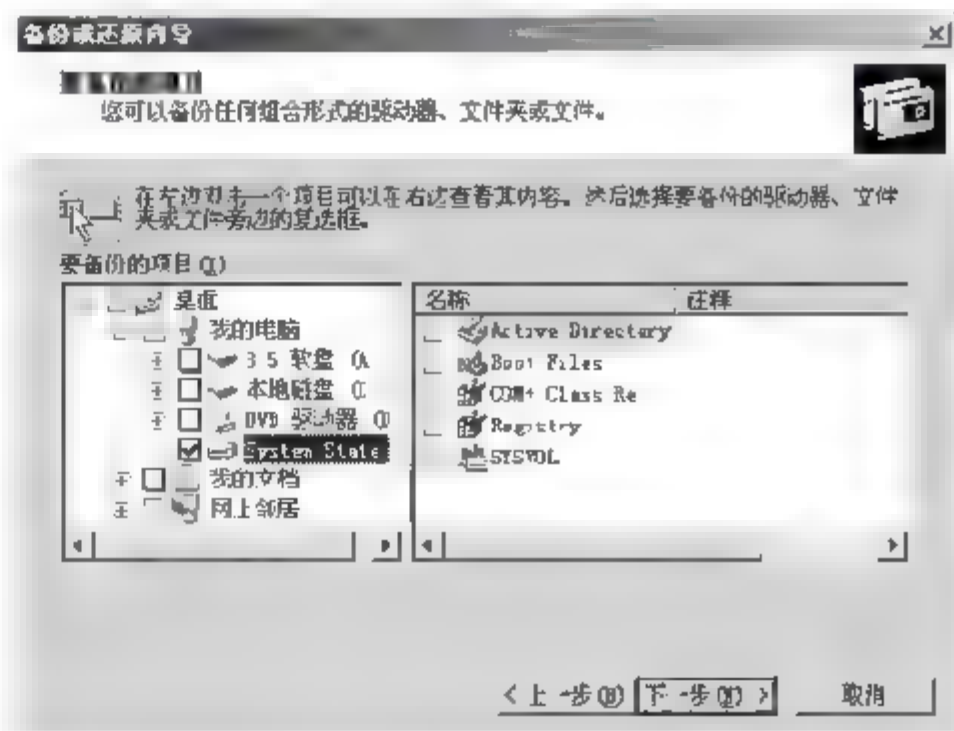 备份或还原向导
您可以备份任何组合形式的驱动器、文件夹或文件。
在左边双击一个项目可以在右边查看其内容。然后选择要备份的驱动器、文件
夹或文件旁边的复选框。
要备份的项目(I)
桌面
我的电脑
3.5 软盘 (A
本地磁盘 (C
DVD 驱动器 (D
System State
我的文档
网上邻居
名称 注释
Active Directory
Boot Files
COM+ Class Re
Registry
SYSVOL
< 上一步(B) 下一步(N) > 取消